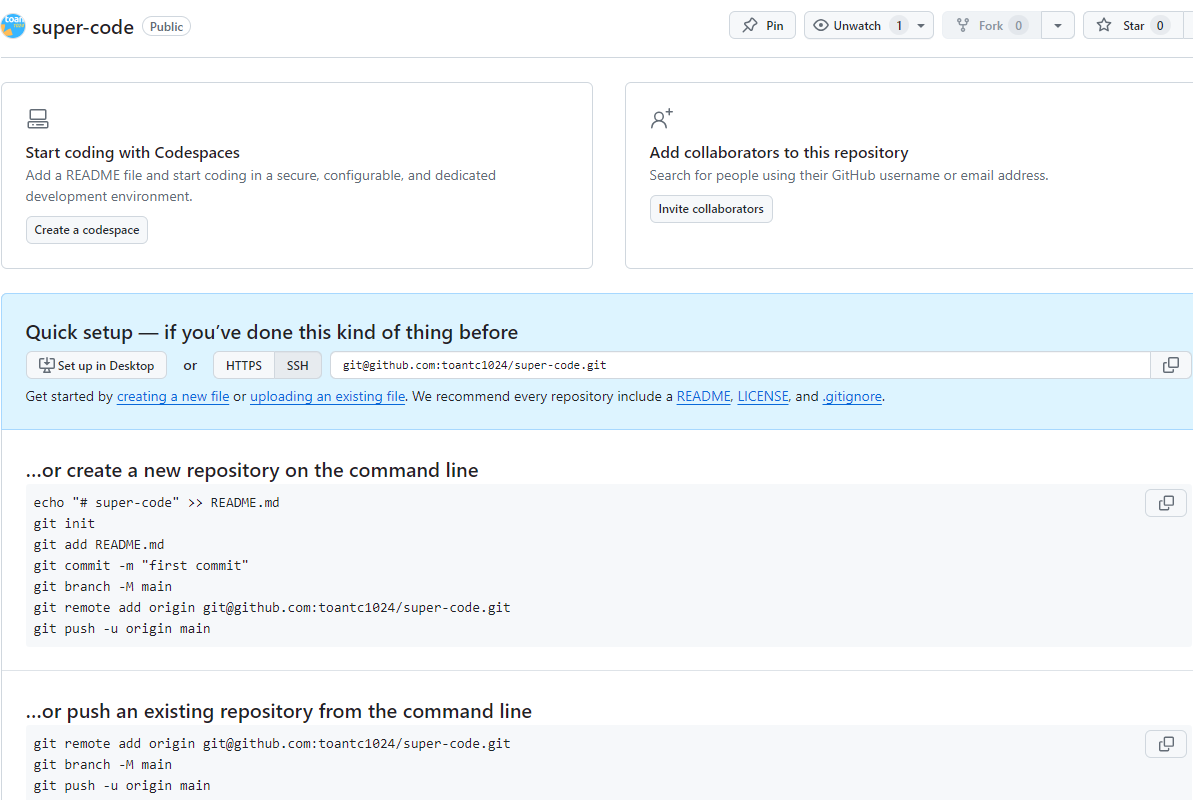 toan
super-code Public Pin Unwatch 1 Fork 0 Star 0
Start coding with Codespaces
Add a README file and start coding in a secure, configurable, and dedicated
development environment.
Create a codespace
Add collaborators to this repository
Search for people using their GitHub username or email address.
Invite collaborators
Quick setup — if you’ve done this kind of thing before
Set up in Desktop or HTTPS SSH git@github.com:toantc1024/super-code.git
Get started by creating a new file or uploading an existing file. We recommend every repository include a README, LICENSE, and .gitignore.
…or create a new repository on the command line
echo "# super-code" >> README.md
git init
git add README.md
git commit -m "first commit"
git branch -M main
git remote add origin git@github.com:toantc1024/super-code.git
git push -u origin main
…or push an existing repository from the command line
git remote add origin git@github.com:toantc1024/super-code.git
git branch -M main
git push -u origin main